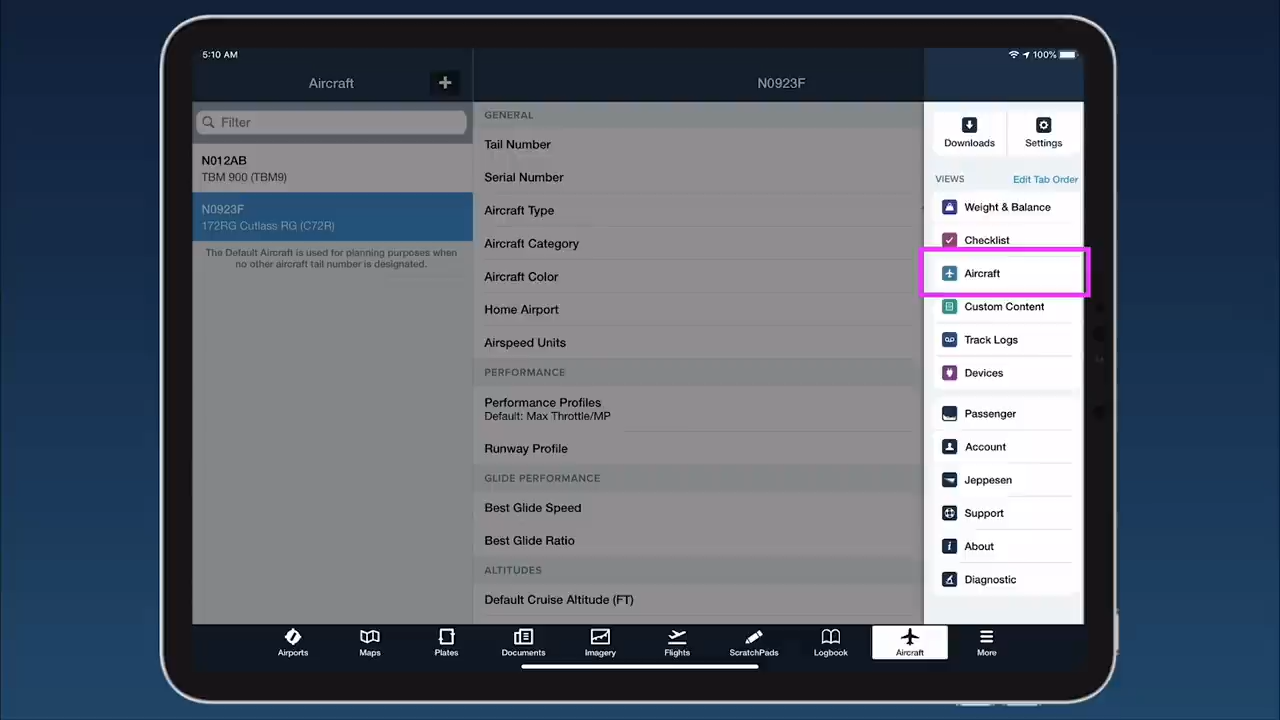 5:10 AM
100%
Aircraft
+
N0923F
Filter
N012AB
TBM 900 (TBM9)
N0923F
172RG Cutlass RG (C72R)
The Default Aircraft is used for planning purposes when
no other aircraft tail number is designated.
GENERAL
Tail Number
Serial Number
Aircraft Type
Aircraft Category
Aircraft Color
Home Airport
Airspeed Units
PERFORMANCE
Performance Profiles
Default: Max Throttle/MP
Runway Profile
GLIDE PERFORMANCE
Best Glide Speed
Best Glide Ratio
ALTITUDES
Default Cruise Altitude (FT)
Downloads
Settings
VIEWS
Edit Tab Order
Weight & Balance
Checklist
Aircraft
Custom Content
Track Logs
Devices
Passenger
Account
Jeppesen
Support
About
Diagnostic
Airports
Maps
Plates
Documents
Imagery
Flights
ScratchPads
Logbook
Aircraft
More